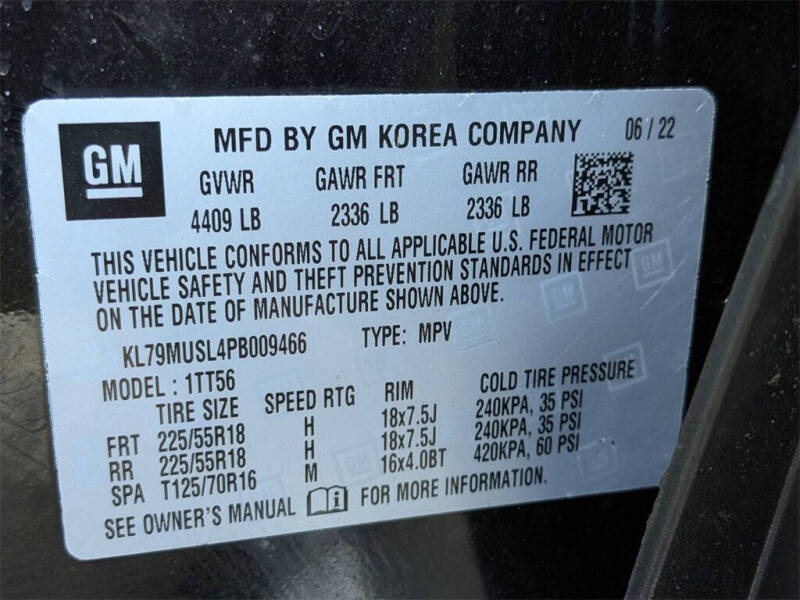 GM MFD BY GM KOREA COMPANY 06 / 22
GVWR GAWR FRT GAWR RR
4409 LB 2336 LB 2336 LB
THIS VEHICLE CONFORMS TO ALL APPLICABLE U.S. FEDERAL MOTOR
VEHICLE SAFETY AND THEFT PREVENTION STANDARDS IN EFFECT
ON THE DATE OF MANUFACTURE SHOWN ABOVE.
KL79MUSL4PB009466 TYPE: MPV
MODEL : 1TT56
TIRE SIZE SPEED RTG RIM COLD TIRE PRESSURE
FRT 225/55R18 H 18x7.5J 240KPA, 35 PSI
RR 225/55R18 H 18x7.5J 240KPA, 35 PSI
SPA T125/70R16 M 16x4.0BT 420KPA, 60 PSI
SEE OWNER'S MANUAL FOR MORE INFORMATION.